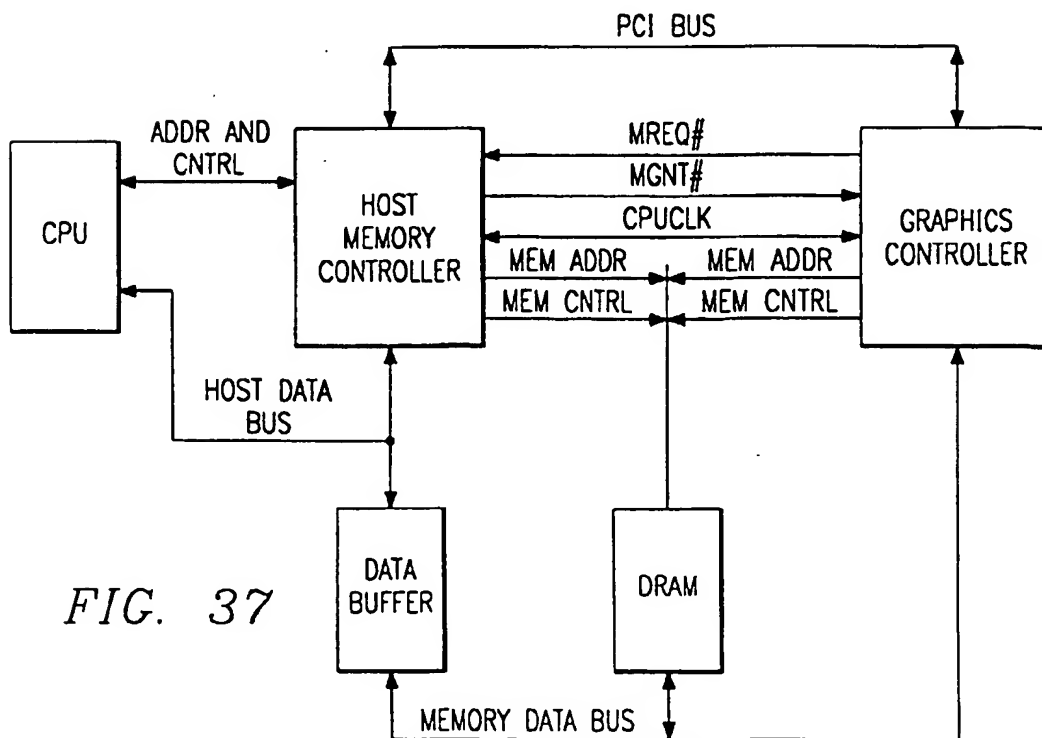 PCI BUS
ADDR AND
CNTRL
MREQ#
MGNT#
CPUCLK
MEM ADDR
MEM ADDR
MEM CNTRL
MEM CNTRL
CPU
HOST
MEMORY
CONTROLLER
GRAPHICS
CONTROLLER
HOST DATA
BUS
DATA
BUFFER
DRAM
FIG. 37
MEMORY DATA BUS